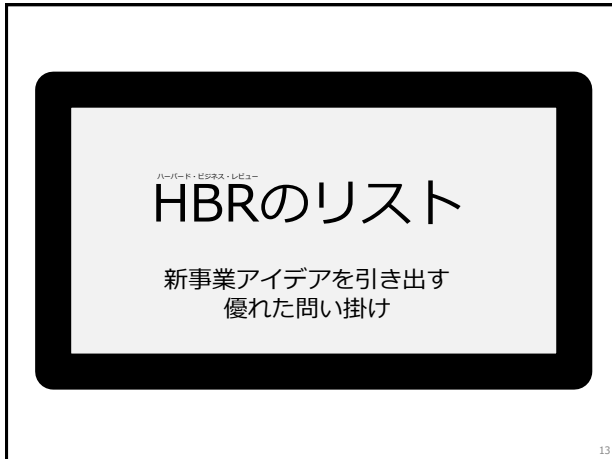 ハーバード・ビジネス・レビュー
HBRのリスト
新事業アイデアを引き出す
優れた問い掛け
13